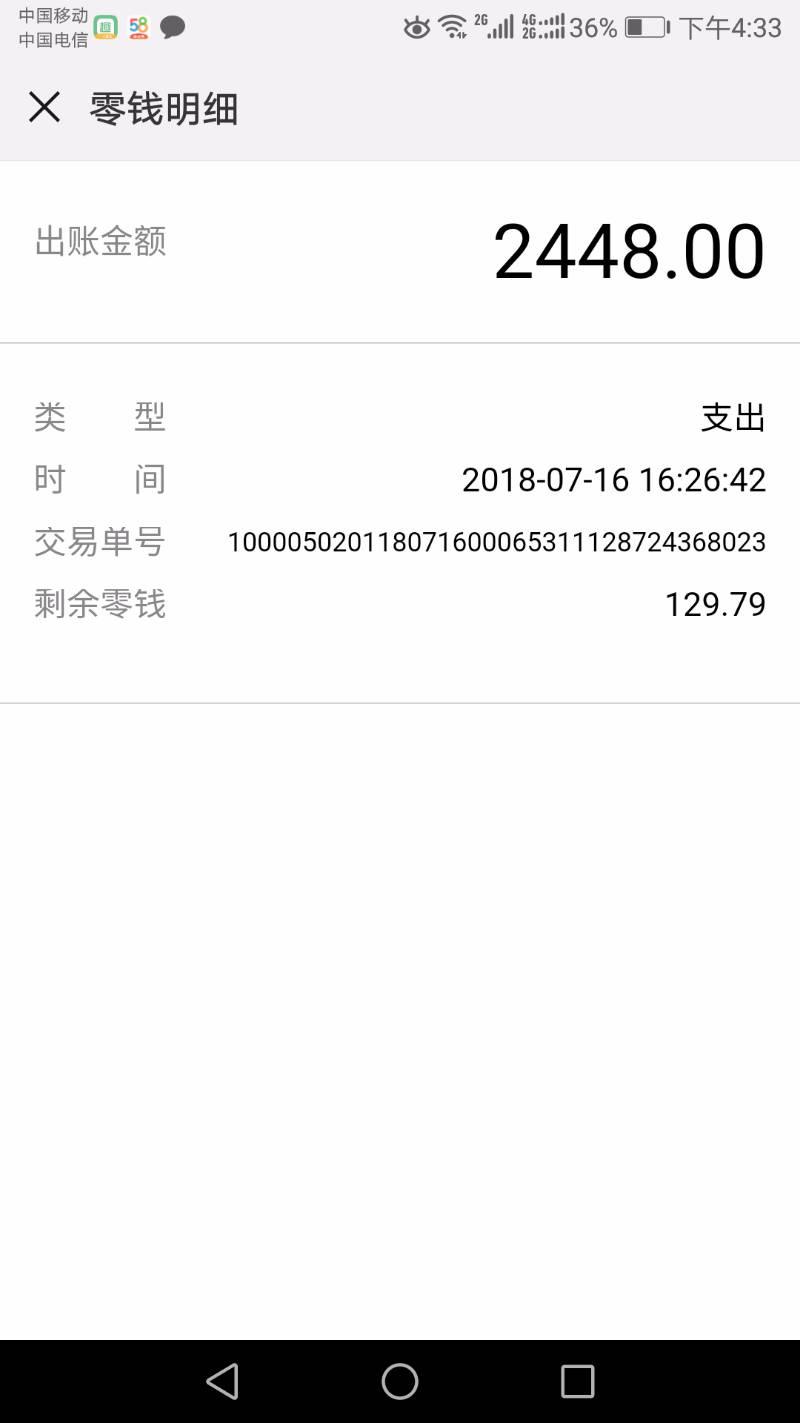 中国移动
中国电信
趣
58
2G
4G
2G
36%
下午4:33
零钱明细
出账金额 2448.00
类型 支出
时间 2018-07-16 16:26:42
交易单号 1000050201180716000653111128724368023
剩余零钱 129.79